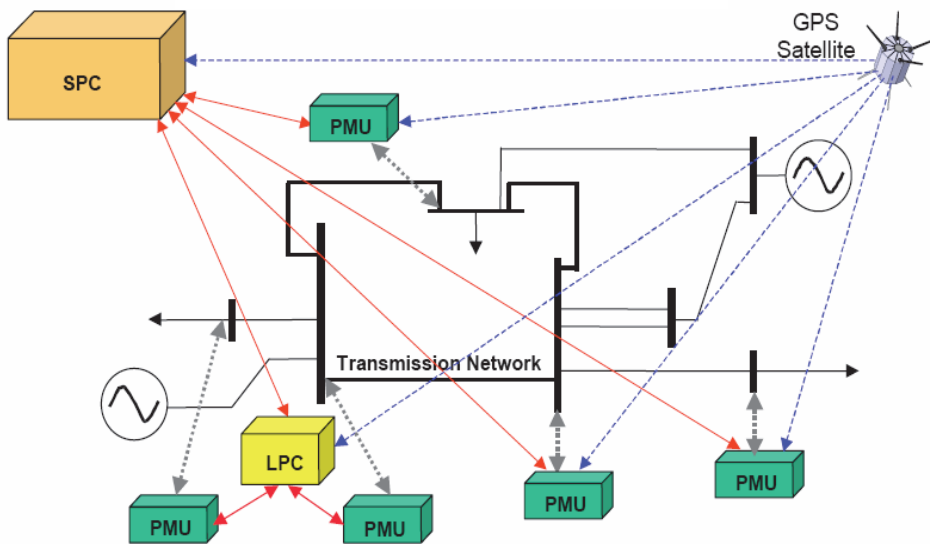 GPS
Satellite
SPC
PMU
Transmission Network
LPC
PMU
PMU
PMU
PMU